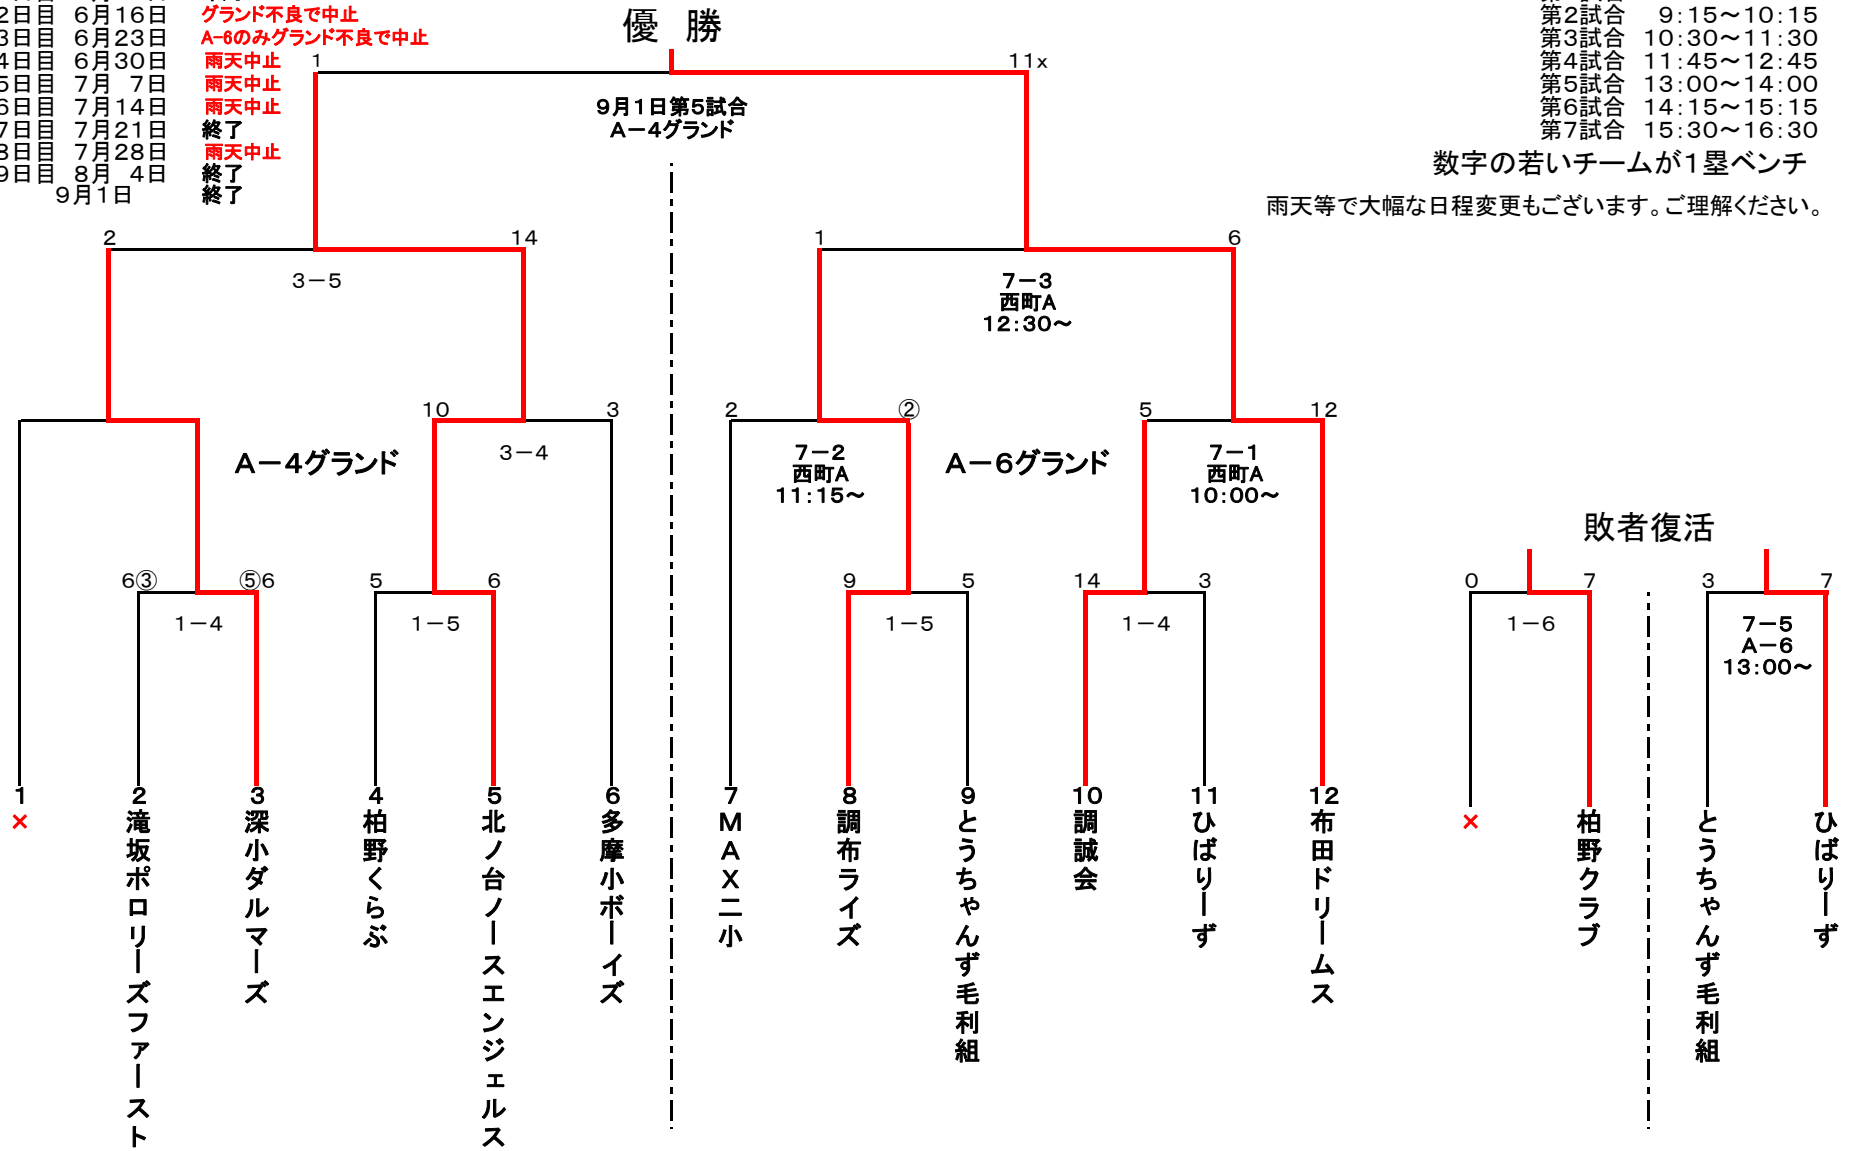 2日目 6月16日 グランド不良で中止
3日目 6月23日 A-6のみグランド不良で中止
4日目 6月30日 雨天中止
5日目 7月 7日 雨天中止
6日目 7月14日 雨天中止
7日目 7月21日 終了
8日目 7月28日 雨天中止
9日目 8月 4日 終了
9月1日 終了
優 勝
第2試合 9:15～10:15
第3試合 10:30～11:30
第4試合 11:45～12:45
第5試合 13:00～14:00
第6試合 14:15～15:15
第7試合 15:30～16:30
数字の若いチームが1塁ベンチ
雨天等で大幅な日程変更もございます。ご理解ください。
1 11x
9月1日第5試合
A－4グランド
2 14 1 6
3－5
7－3
西町A
12:30～
10 3 2 ② 5 12
A－4グランド
3－4
7－2
西町A
11:15～
A－6グランド
7－1
西町A
10:00～
敗者復活
6③ ⑤6 5 6 9 5 14 3 0 7 3 7
1－4 1－5 1－5 1－4 1－6
7－5
A－6
13:00～
1
×
2
滝坂ポロリーズファースト
3
深小ダルマーズ
4
柏野くらぶ
5
北ノ台ノースエンジェルス
6
多摩小ボーイズ
7
MAX二小
8
調布ライズ
9
とうちゃんず毛利組
10
調誠会
11
ひばりーず
12
布田ドリームス
×
柏野クラブ
とうちゃんず毛利組
ひばりーず